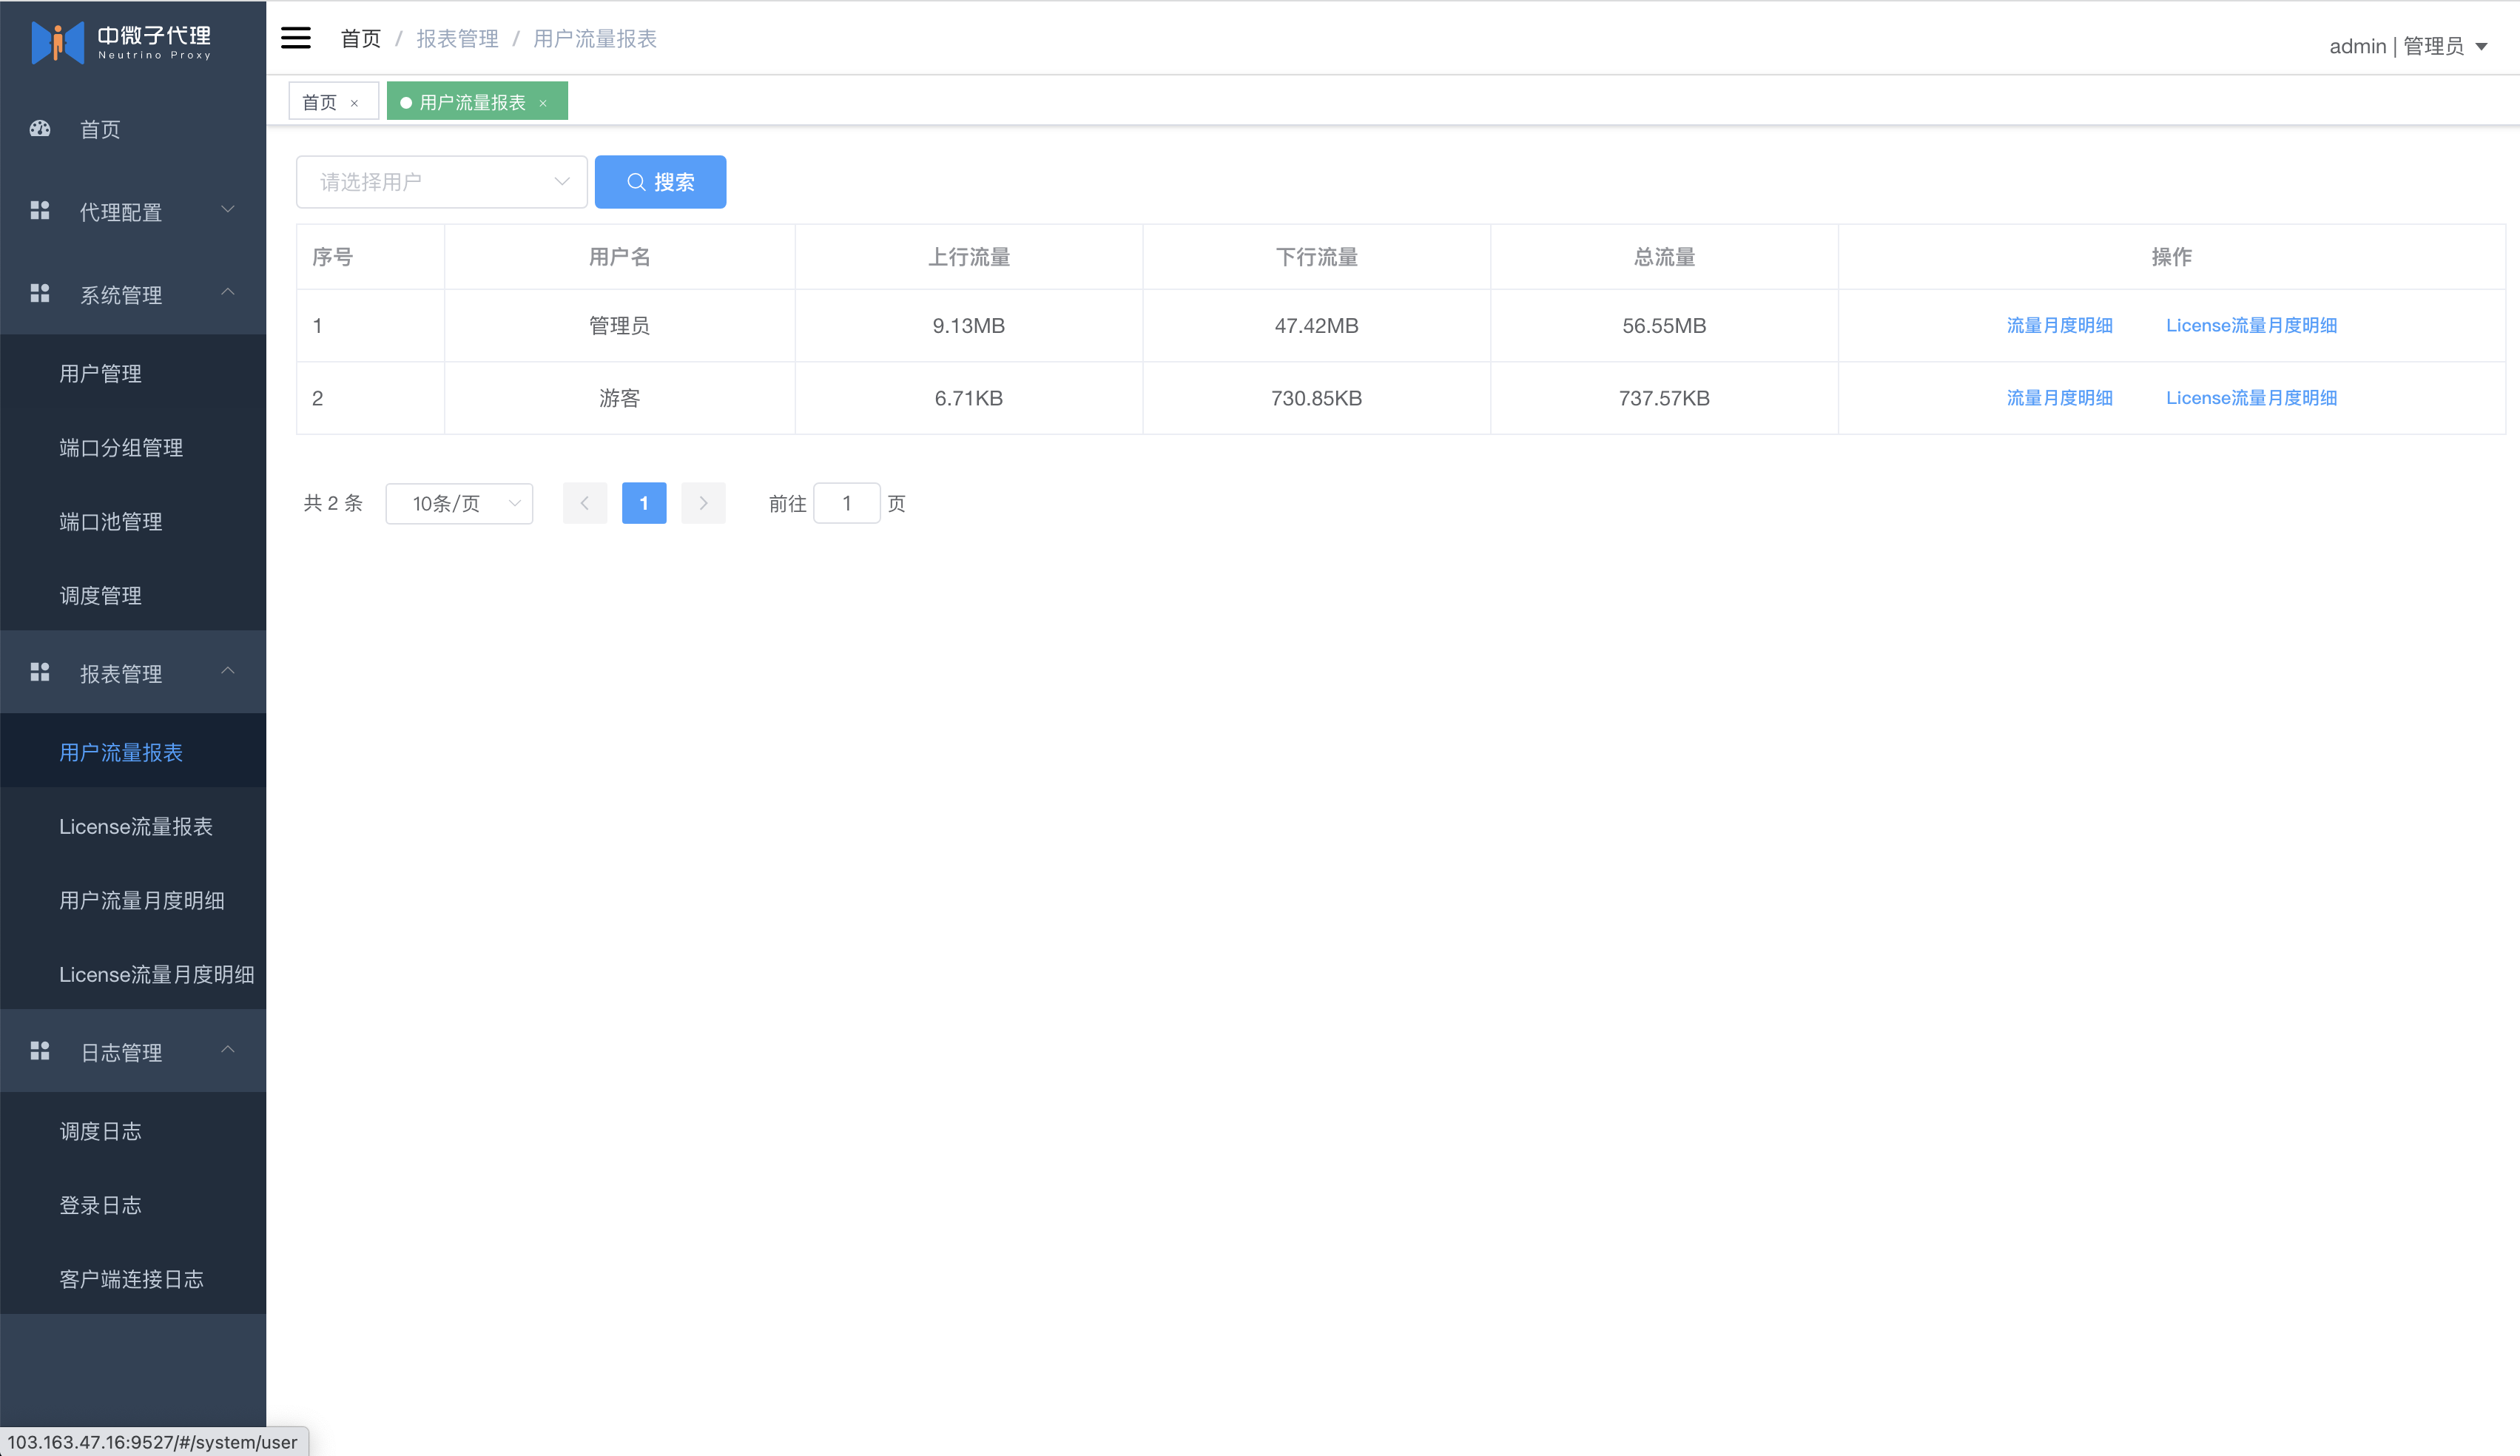 中微子代理
Neutrino Proxy
首页
代理配置
系统管理
用户管理
端口分组管理
端口池管理
调度管理
报表管理
用户流量报表
License流量报表
用户流量月度明细
License流量月度明细
日志管理
调度日志
登录日志
客户端连接日志
首页 / 报表管理 / 用户流量报表
admin | 管理员
首页 × 用户流量报表 ×
请选择用户 搜索
序号 用户名 上行流量 下行流量 总流量 操作
1 管理员 9.13MB 47.42MB 56.55MB 流量月度明细 License流量月度明细
2 游客 6.71KB 730.85KB 737.57KB 流量月度明细 License流量月度明细
共 2 条 10条/页 1 前往 1 页
103.163.47.16:9527/#/system/user